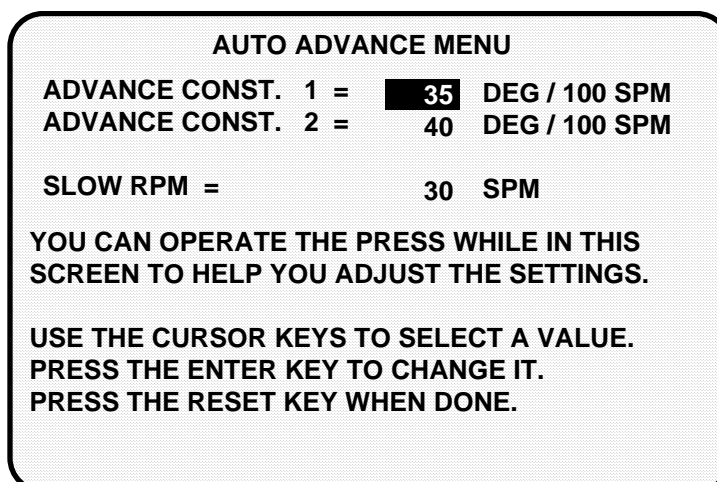 AUTO ADVANCE MENU
ADVANCE CONST. 1 = 35 DEG / 100 SPM
ADVANCE CONST. 2 = 40 DEG / 100 SPM
SLOW RPM = 30 SPM
YOU CAN OPERATE THE PRESS WHILE IN THIS
SCREEN TO HELP YOU ADJUST THE SETTINGS.
USE THE CURSOR KEYS TO SELECT A VALUE.
PRESS THE ENTER KEY TO CHANGE IT.
PRESS THE RESET KEY WHEN DONE.